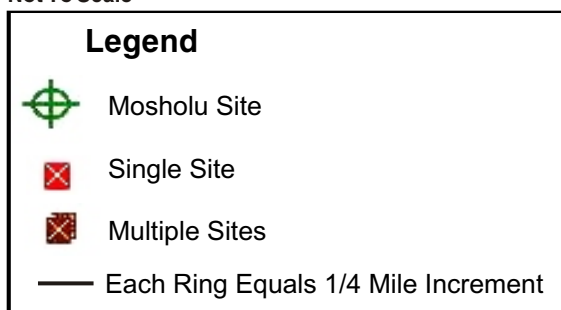 Not To Scale
Legend
Mosholu Site
Single Site
Multiple Sites
Each Ring Equals 1/4 Mile Increment